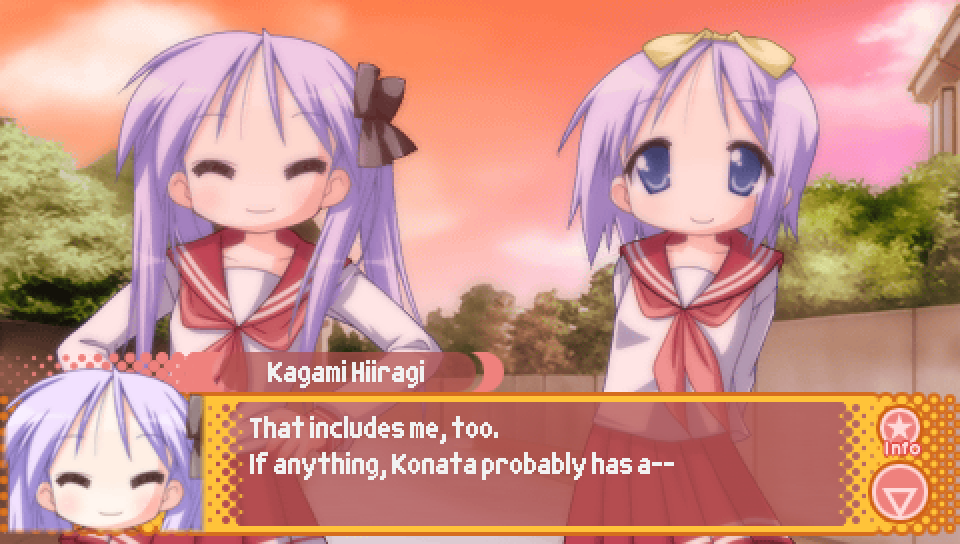 Kagami Hiiragi
That includes me, too.
If anything, Konata probably has a--
Info